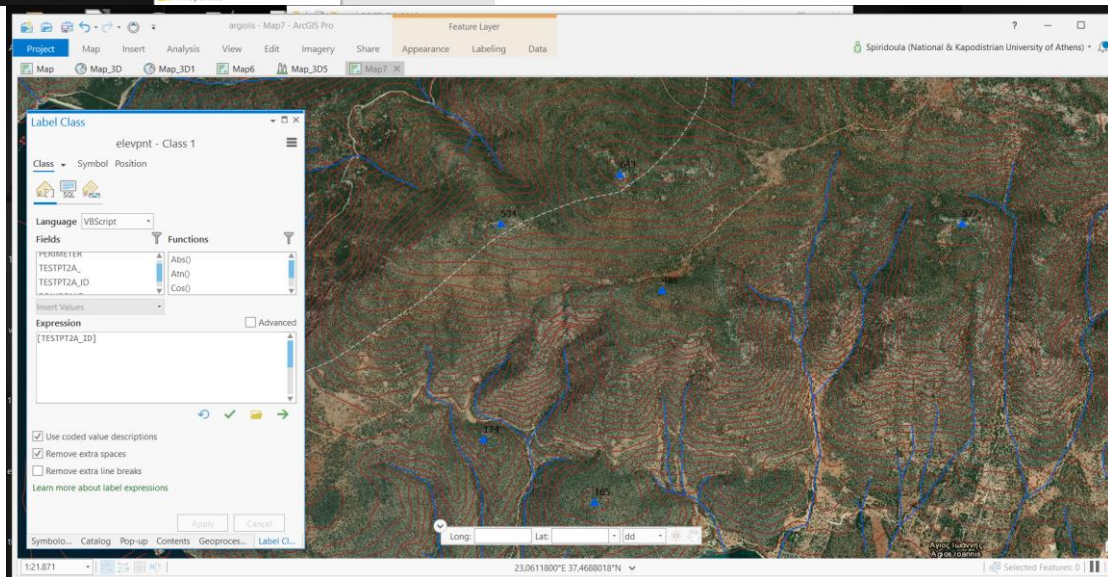 argolis - Map7 - ArcGIS Pro
Feature Layer
?
Project Map Insert Analysis View Edit Imagery Share Appearance Labeling Data
Spiridoula (National & Kapodistrian University of Athens)
Map Map_3D Map_3D1 Map6 Map_3D5 Map7
Label Class
elevpnt - Class 1
Class Symbol Position
SQL
Language VBScript
Fields Functions
PERIMETER
TESTPT2A_
TESTPT2A_ID
Abs()
Atn()
Cos()
Insert Values
Expression Advanced
[TESTPT2A_ID]
Use coded value descriptions
Remove extra spaces
Remove extra line breaks
Learn more about label expressions
Apply Cancel
Symbolo... Catalog Pop-up Contents Geoproces... Label Cl...
534
577
174
165
Long: Lat: dd
Αγιος Ιωάννης
Agios Ioannis
1:21.871
23,0611800°E 37,4688018°N
Selected Features: 0